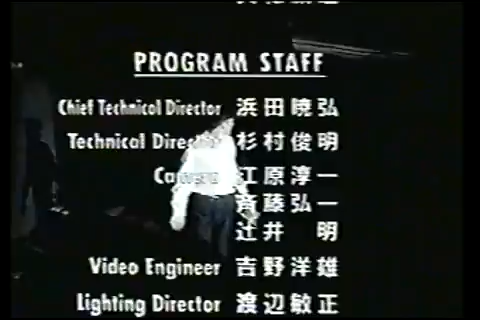 PROGRAM STAFF
Chief Technical Director 浜田暁弘
Technical Director 杉村俊明
Camera 江原淳一
斉藤弘一
辻井 明
Video Engineer 吉野洋雄
Lighting Director 渡辺敏正